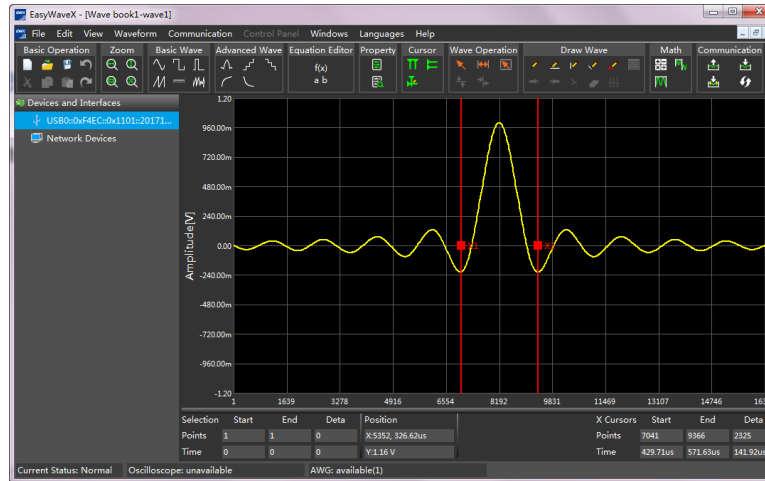 EasyWaveX - [Wave book1-wave1]
File Edit View Waveform Communication Control Panel Windows Languages Help
Basic Operation Zoom Basic Wave Advanced Wave Equation Editor Property Cursor Wave Operation Draw Wave Math Communication
f(x)
a b
Devices and Interfaces
USB0::0xF4EC::0x1101::20171...
Network Devices
Amplitude[V]
1.20
960.00m
720.00m
480.00m
240.00m
0.00
-240.00m
-480.00m
-720.00m
-960.00m
-1.20
1 1639 3278 4916 6554 8192 9831 11469 13107 14746 163
Selection Start End Deta Position X Cursors Start End Deta
Points 1 1 0 X:5352, 326.62us Points 7041 9366 2325
Time 0 0 0 Y:1.16 V Time 429.71us 571.63us 141.92us
Current Status: Normal Oscilloscope: unavailable AWG: available(1)